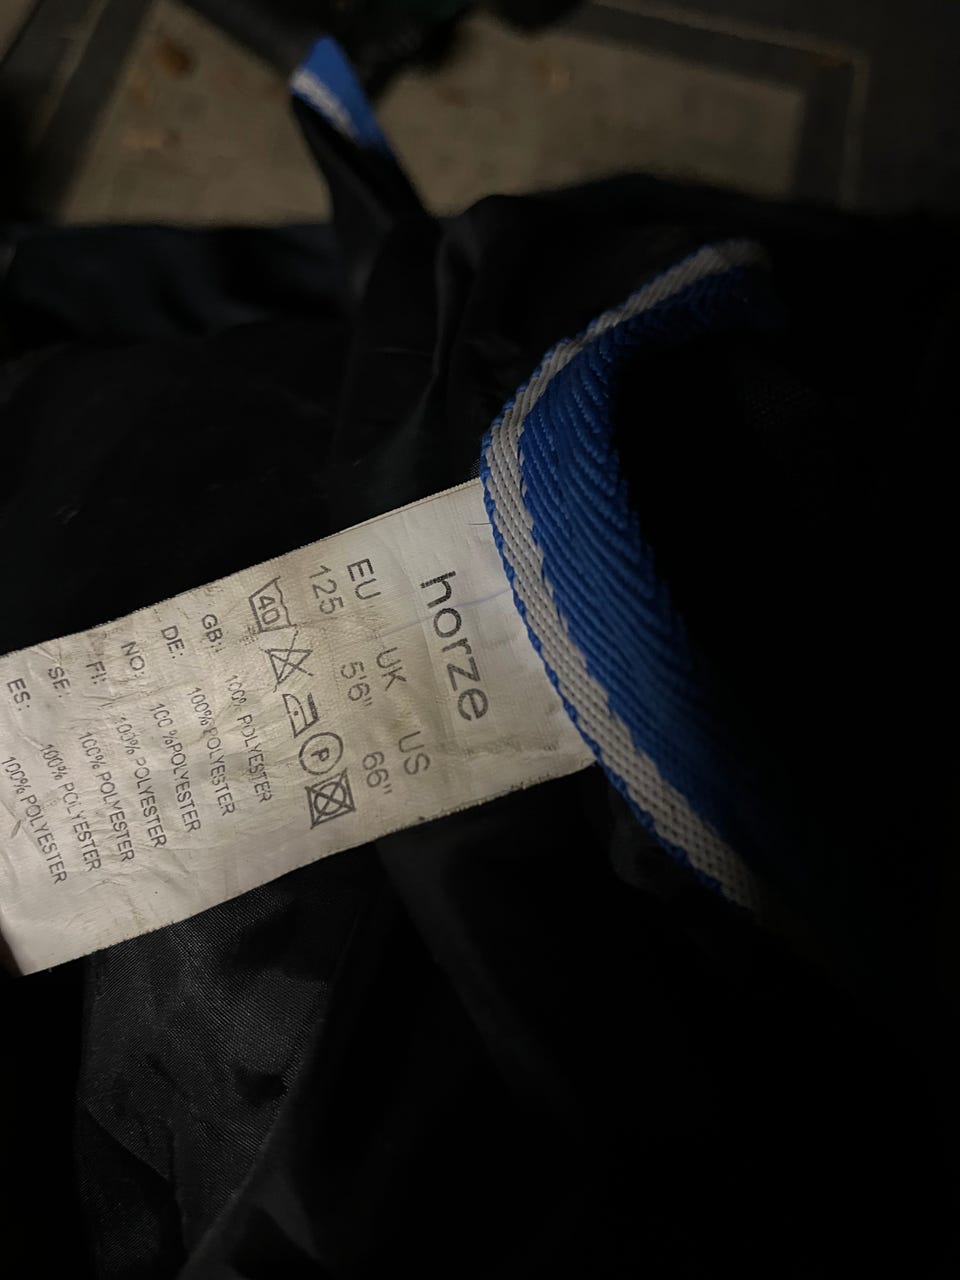 horze
EU UK US
125 5'6" 66"
40 P
GB: 100% POLYESTER
DE: 100% POLYESTER
NO: 100 %POLYESTER
FI: 100% POLYESTER
SE: 100% POLYESTER
ES: 100% POLYESTER